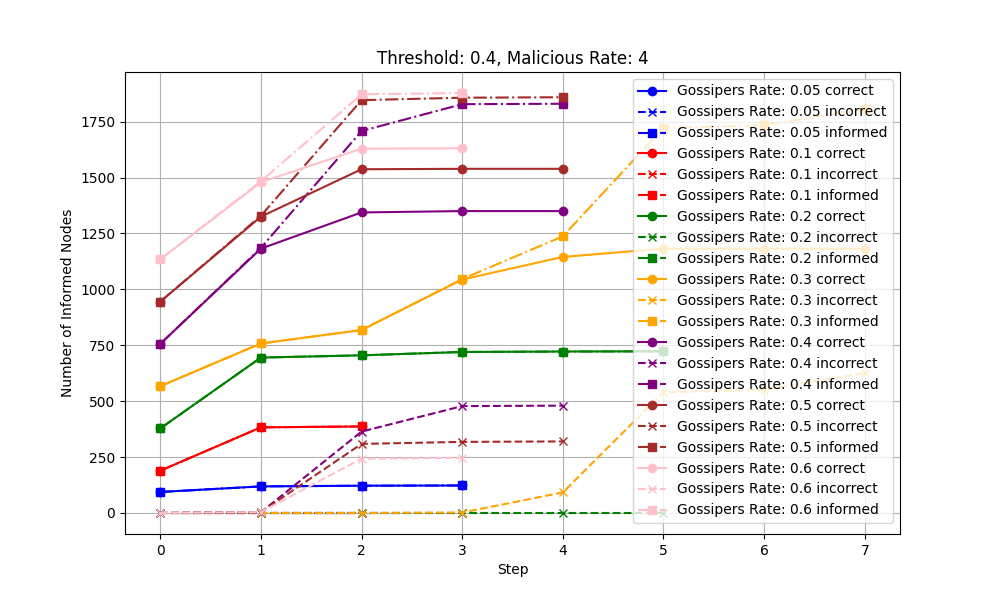 Threshold: 0.4, Malicious Rate: 4
Number of Informed Nodes
1750
1500
1250
1000
750
500
250
0
0 1 2 3 4 5 6 7
Step
Gossipers Rate: 0.05 correct
Gossipers Rate: 0.05 incorrect
Gossipers Rate: 0.05 informed
Gossipers Rate: 0.1 correct
Gossipers Rate: 0.1 incorrect
Gossipers Rate: 0.1 informed
Gossipers Rate: 0.2 correct
Gossipers Rate: 0.2 incorrect
Gossipers Rate: 0.2 informed
Gossipers Rate: 0.3 correct
Gossipers Rate: 0.3 incorrect
Gossipers Rate: 0.3 informed
Gossipers Rate: 0.4 correct
Gossipers Rate: 0.4 incorrect
Gossipers Rate: 0.4 informed
Gossipers Rate: 0.5 correct
Gossipers Rate: 0.5 incorrect
Gossipers Rate: 0.5 informed
Gossipers Rate: 0.6 correct
Gossipers Rate: 0.6 incorrect
Gossipers Rate: 0.6 informed